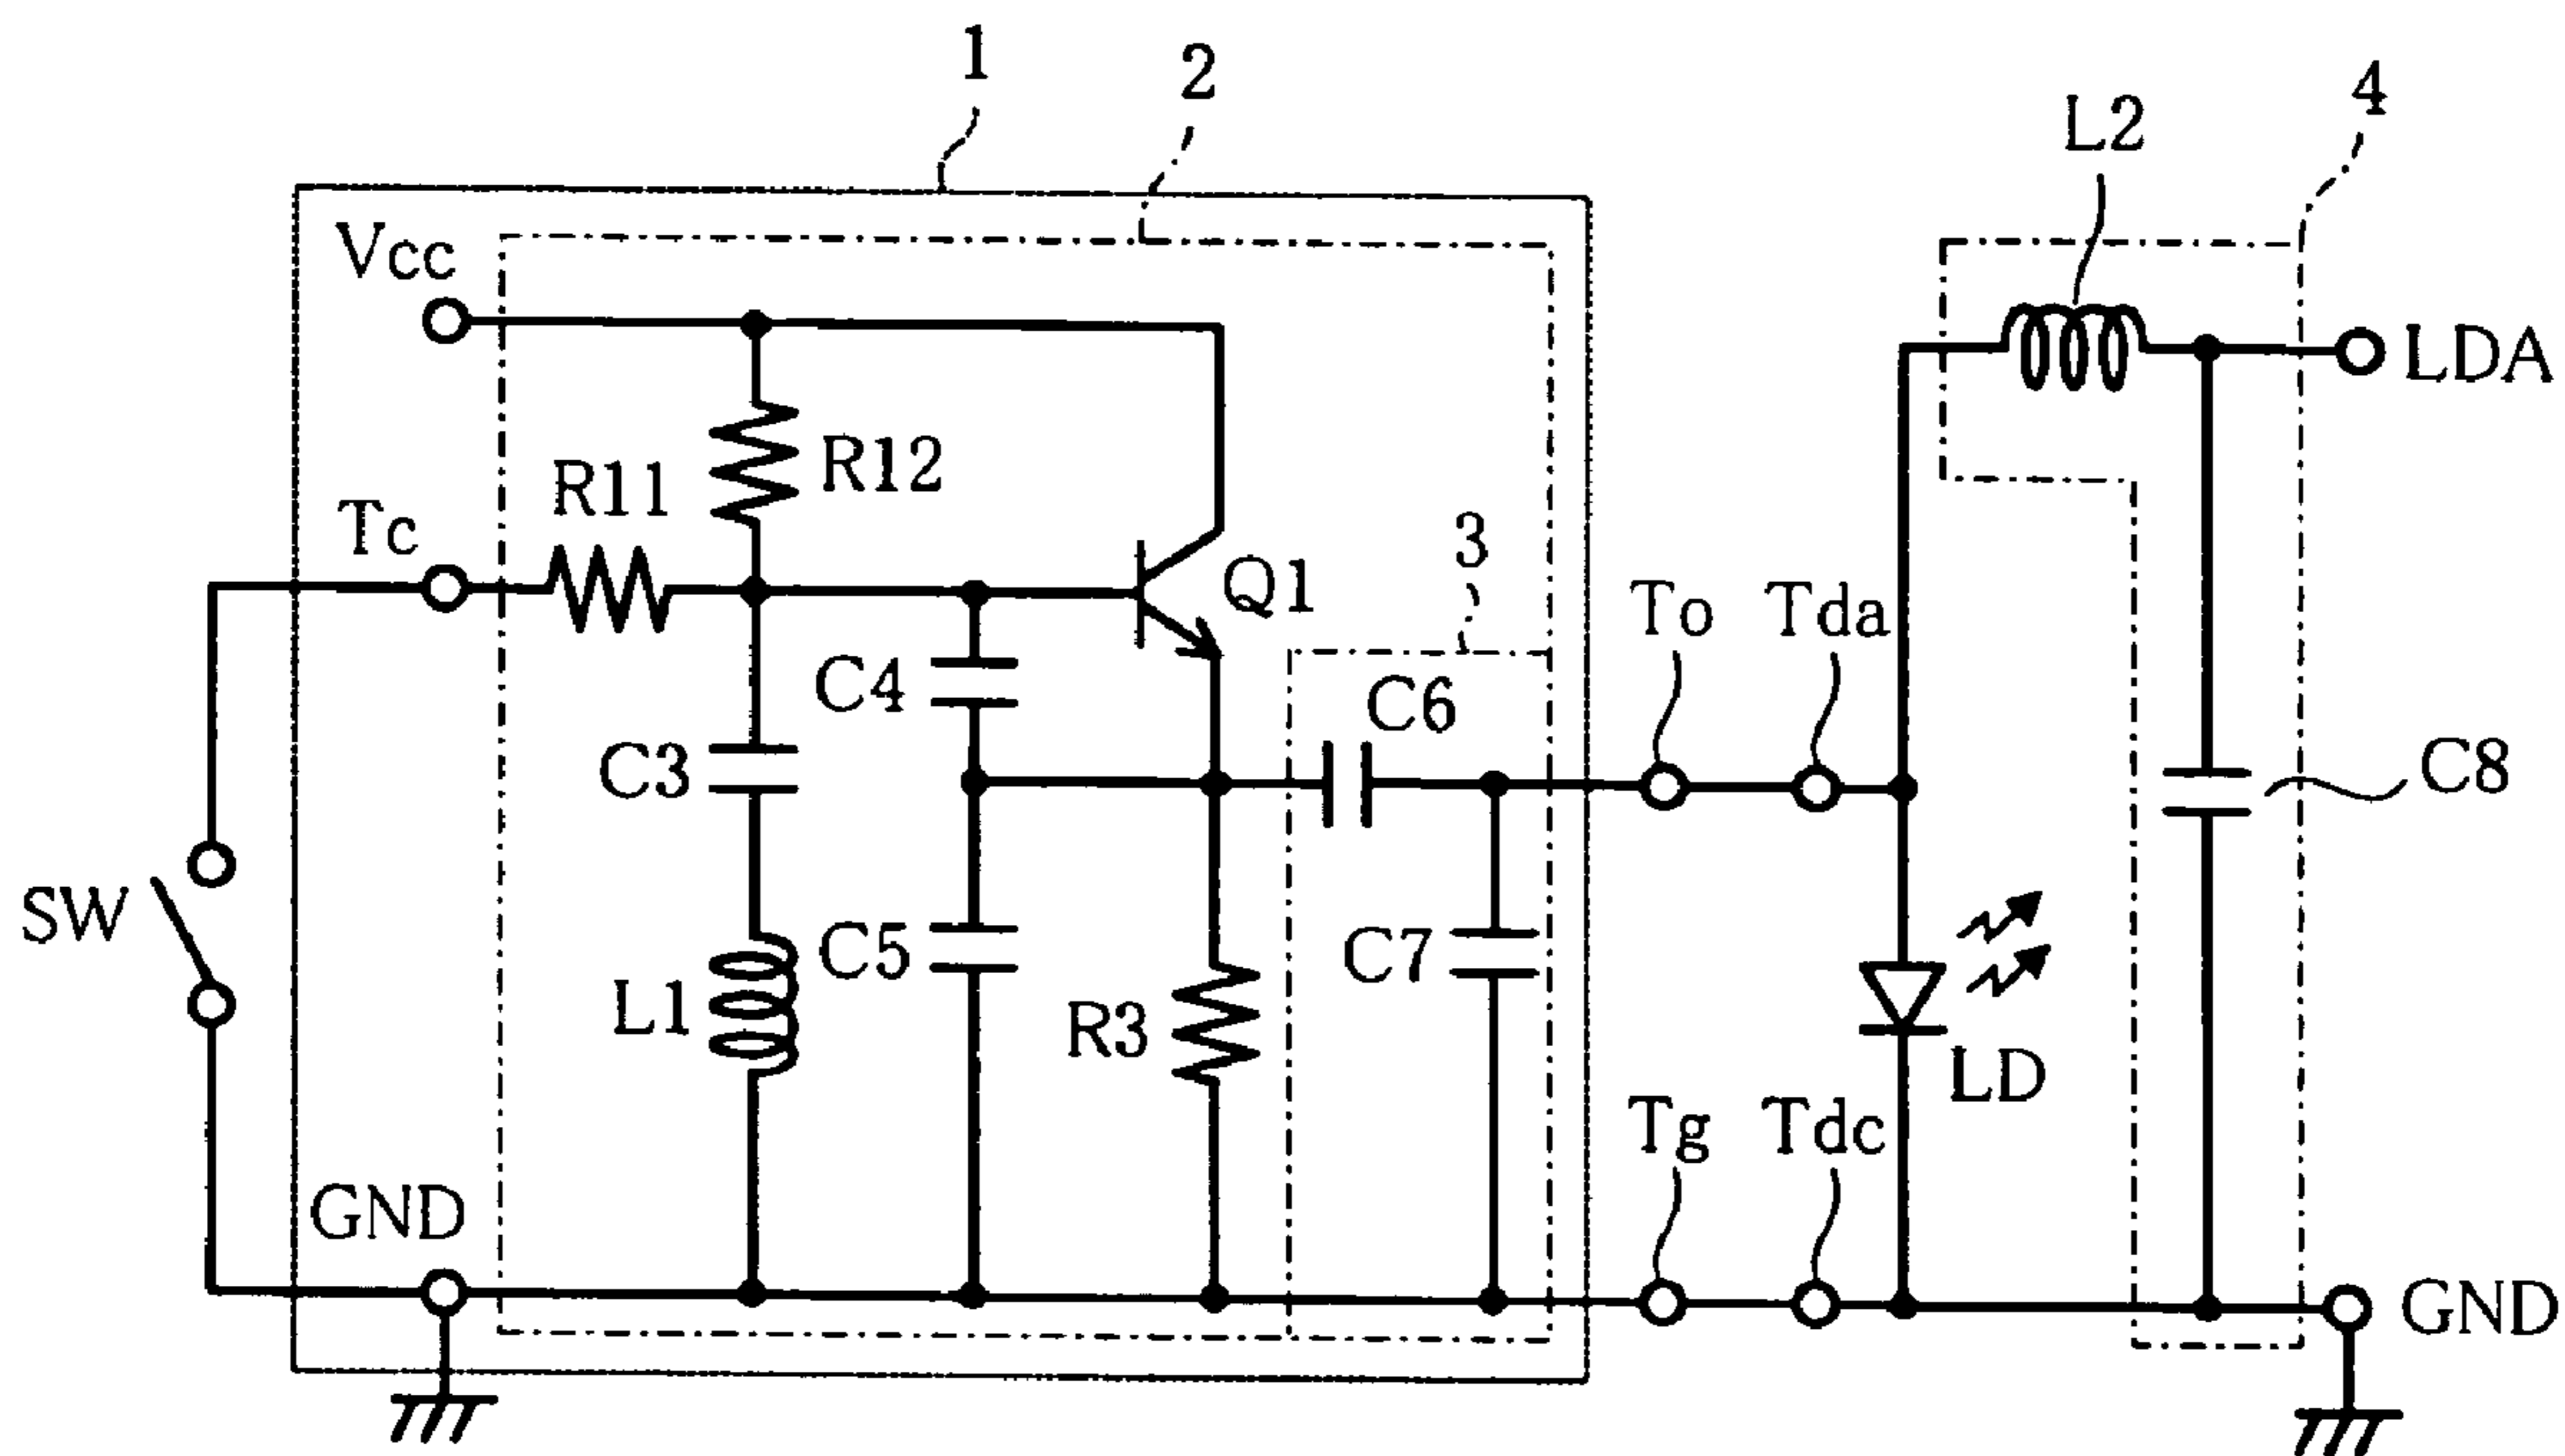 1
2
4
L2
Vcc
LDA
R12
R11
Tc
3
Q1
To
Tda
C4
C6
C3
C8
SW
C5
C7
L1
R3
LD
Tg
Tdc
GND
GND